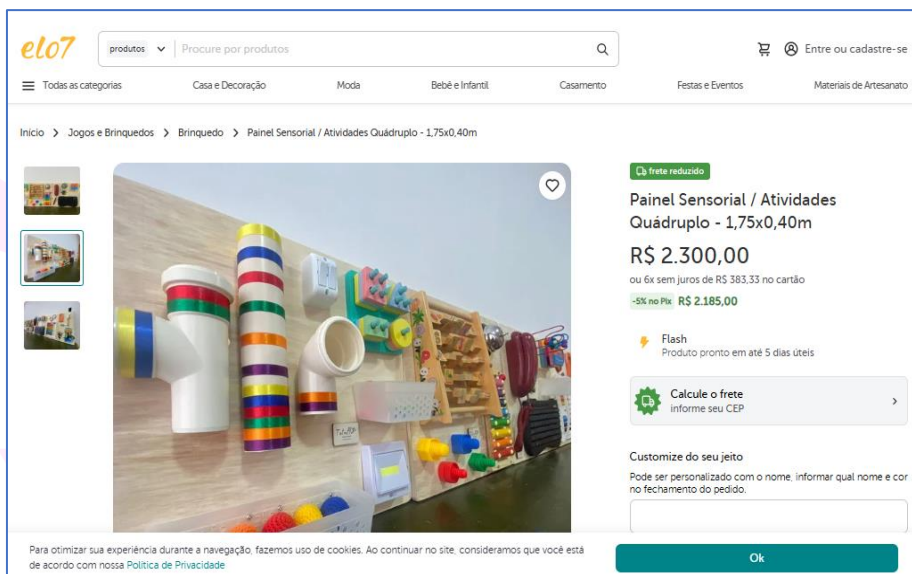 elo7
produtos
Procure por produtos
Entre ou cadastre-se
Todas as categorias
Casa e Decoração
Moda
Bebê e Infantil
Casamento
Festas e Eventos
Materiais de Artesanato
Início > Jogos e Brinquedos > Brinquedo > Painel Sensorial / Atividades Quádruplo - 1,75x0,40m
frete reduzido
Painel Sensorial / Atividades
Quádruplo - 1,75x0,40m
R$ 2.300,00
ou 6x sem juros de R$ 383,33 no cartão
-5% no Pix R$ 2.185,00
Flash
Produto pronto em até 5 dias úteis
Calcule o frete
informe seu CEP
Customize do seu jeito
Pode ser personalizado com o nome, informar qual nome e cor
no fechamento do pedido.
Para otimizar sua experiência durante a navegação, fazemos uso de cookies. Ao continuar no site, consideramos que você está
de acordo com nossa Política de Privacidade
Ok